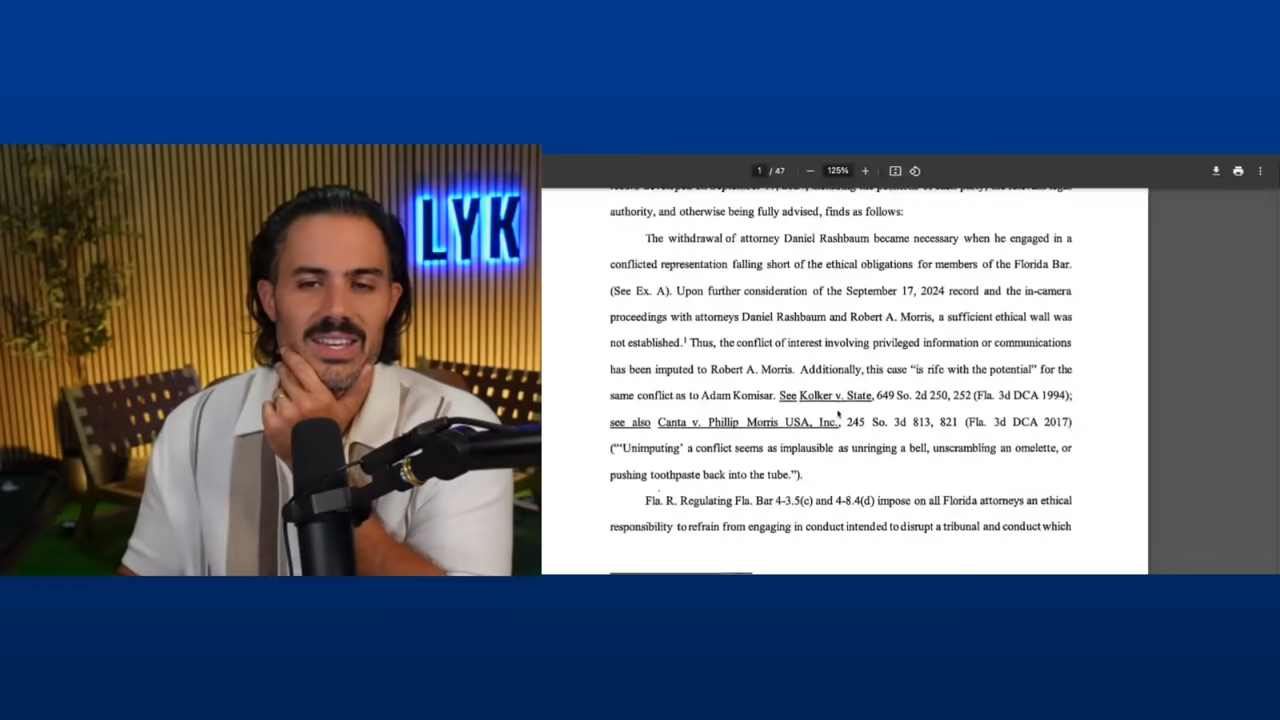 LYK
1 / 47
125%
authority, and otherwise being fully advised, finds as follows:
The withdrawal of attorney Daniel Rashbaum became necessary when he engaged in a
conflicted representation falling short of the ethical obligations for members of the Florida Bar.
(See Ex. A). Upon further consideration of the September 17, 2024 record and the in-camera
proceedings with attorneys Daniel Rashbaum and Robert A. Morris, a sufficient ethical wall was
not established.¹ Thus, the conflict of interest involving privileged information or communications
has been imputed to Robert A. Morris. Additionally, this case “is rife with the potential” for the
same conflict as to Adam Komisar. See Kolker v. State, 649 So. 2d 250, 252 (Fla. 3d DCA 1994);
see also Canta v. Phillip Morris USA, Inc., 245 So. 3d 813, 821 (Fla. 3d DCA 2017)
(“‘Unimputing’ a conflict seems as implausible as unringing a bell, unscrambling an omelette, or
pushing toothpaste back into the tube.”).
Fla. R. Regulating Fla. Bar 4-3.5(c) and 4-8.4(d) impose on all Florida attorneys an ethical
responsibility to refrain from engaging in conduct intended to disrupt a tribunal and conduct which